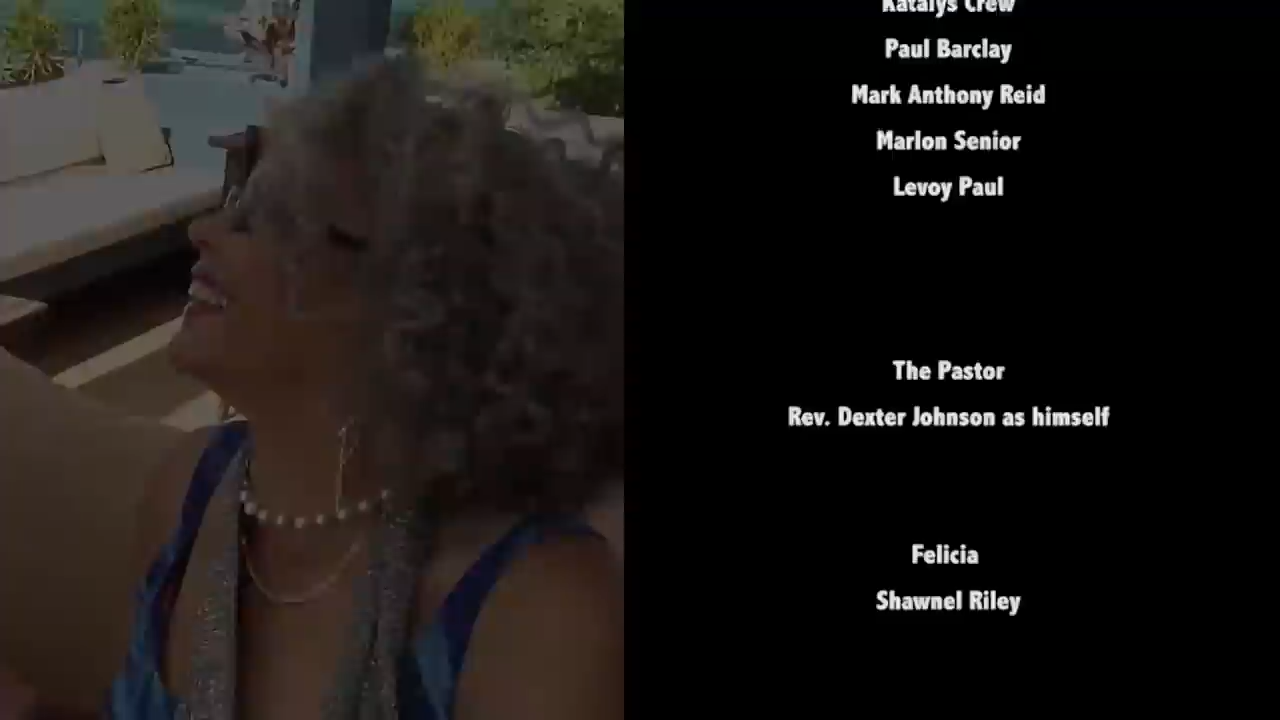 Katalys Crew
Paul Barclay
Mark Anthony Reid
Marlon Senior
Levoy Paul
The Pastor
Rev. Dexter Johnson as himself
Felicia
Shawnel Riley